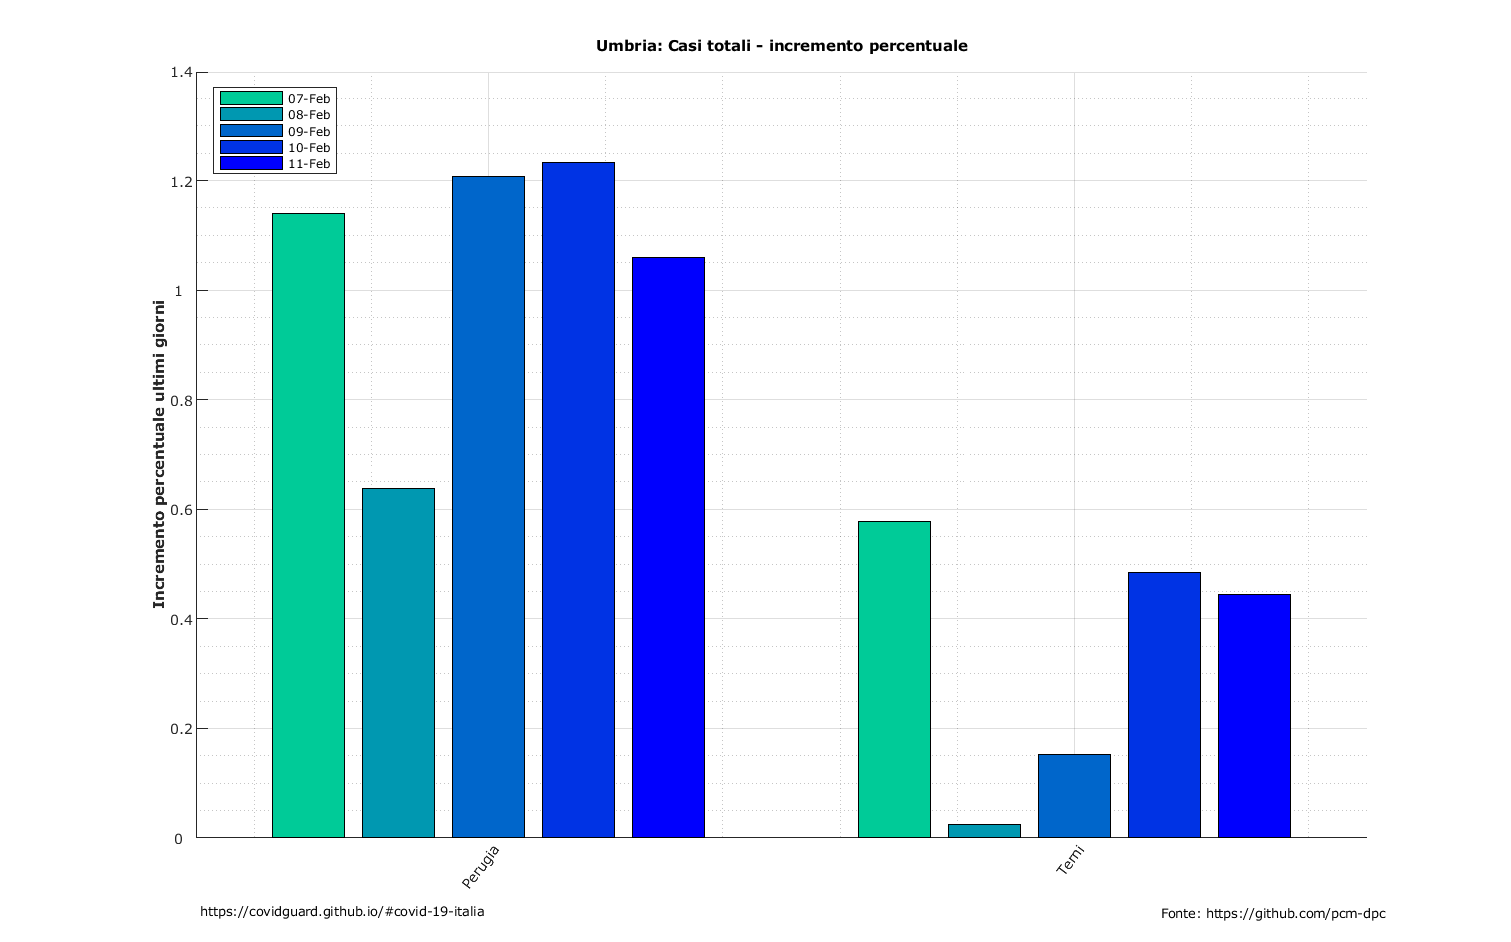 Umbria: Casi totali - incremento percentuale
Incremento percentuale ultimi giorni
1.4
1.2
1
0.8
0.6
0.4
0.2
0
07-Feb
08-Feb
09-Feb
10-Feb
11-Feb
Perugia
Terni
https://covidguard.github.io/#covid-19-italia
Fonte: https://github.com/pcm-dpc